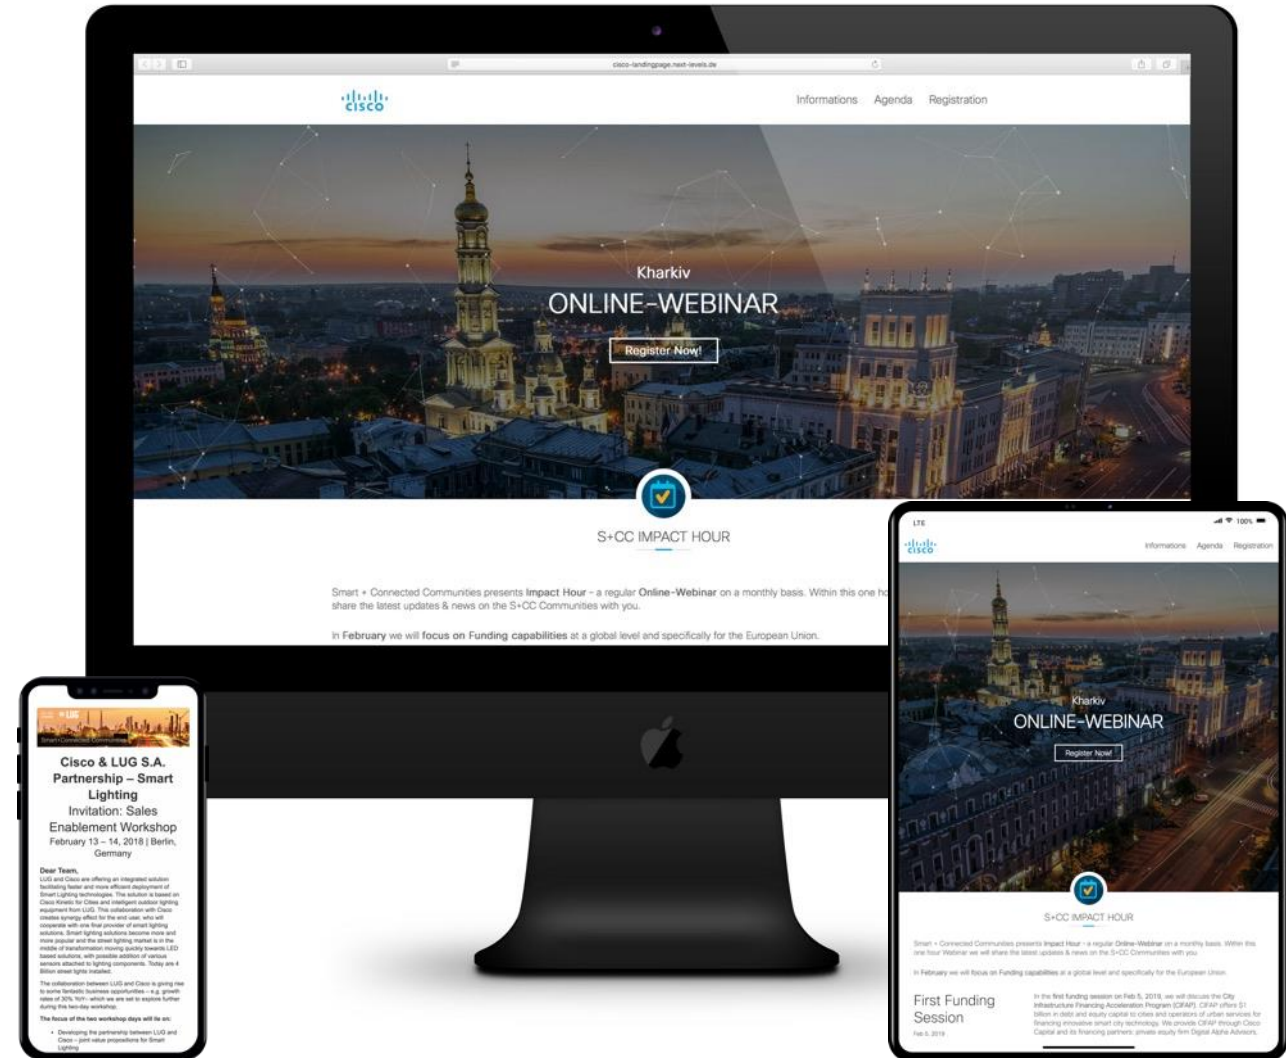 cisco-landingpage.next-levels.de
cisco
Informations Agenda Registration
Kharkiv
ONLINE-WEBINAR
Register Now!
S+CC IMPACT HOUR
Smart + Connected Communities presents Impact Hour - a regular Online-Webinar on a monthly basis. Within this one
share the latest updates & news on the S+CC Communities with you.
In February we will focus on Funding capabilities at a global level and specifically for the European Union.
LUG
Smart+Connected Communities
Cisco & LUG S.A.
Partnership – Smart
Lighting
Invitation: Sales
Enablement Workshop
February 13 – 14, 2018 | Berlin,
Germany
Dear Team,
LUG and Cisco are offering an integrated solution
facilitating faster and more efficient deployment of
Smart Lighting technologies. The solution is based on
Cisco Kinetic for Cities and intelligent outdoor lighting
equipment from LUG. This collaboration with Cisco
creates synergy effect for the end user, who will
cooperate with one final provider of smart lighting
solutions. Smart lighting solutions become more and
more popular and the street lighting market is in the
middle of transformation moving quickly towards LED
based solutions, with possible addition of various
sensors attached to lighting components. Today are 4
Billion street lights installed.
The collaboration between LUG and Cisco is giving rise
to some fantastic business opportunities – e.g. growth
rates of 30% YoY– which we are set to explore further
during this two-day workshop.
The focus of the two workshop days will lie on:
• Developing the partnership between LUG and
Cisco – joint value propositions for Smart
Lighting
LTE 100%
cisco
Informations Agenda Registration
Kharkiv
ONLINE-WEBINAR
Register Now!
S+CC IMPACT HOUR
Smart + Connected Communities presents Impact Hour - a regular Online-Webinar on a monthly basis. Within this
one hour Webinar we will share the latest updates & news on the S+CC Communities with you.
In February we will focus on Funding capabilities at a global level and specifically for the European Union.
First Funding
Session
Feb 5, 2019
In the first funding session on Feb 5, 2019, we will discuss the City
Infrastructure Financing Acceleration Program (CIFAP). CIFAP offers $1
billion in debt and equity capital to cities and operators of urban services for
financing innovative smart city technology. We provide CIFAP through Cisco
Capital and its financing partners: private equity firm Digital Alpha Advisors,